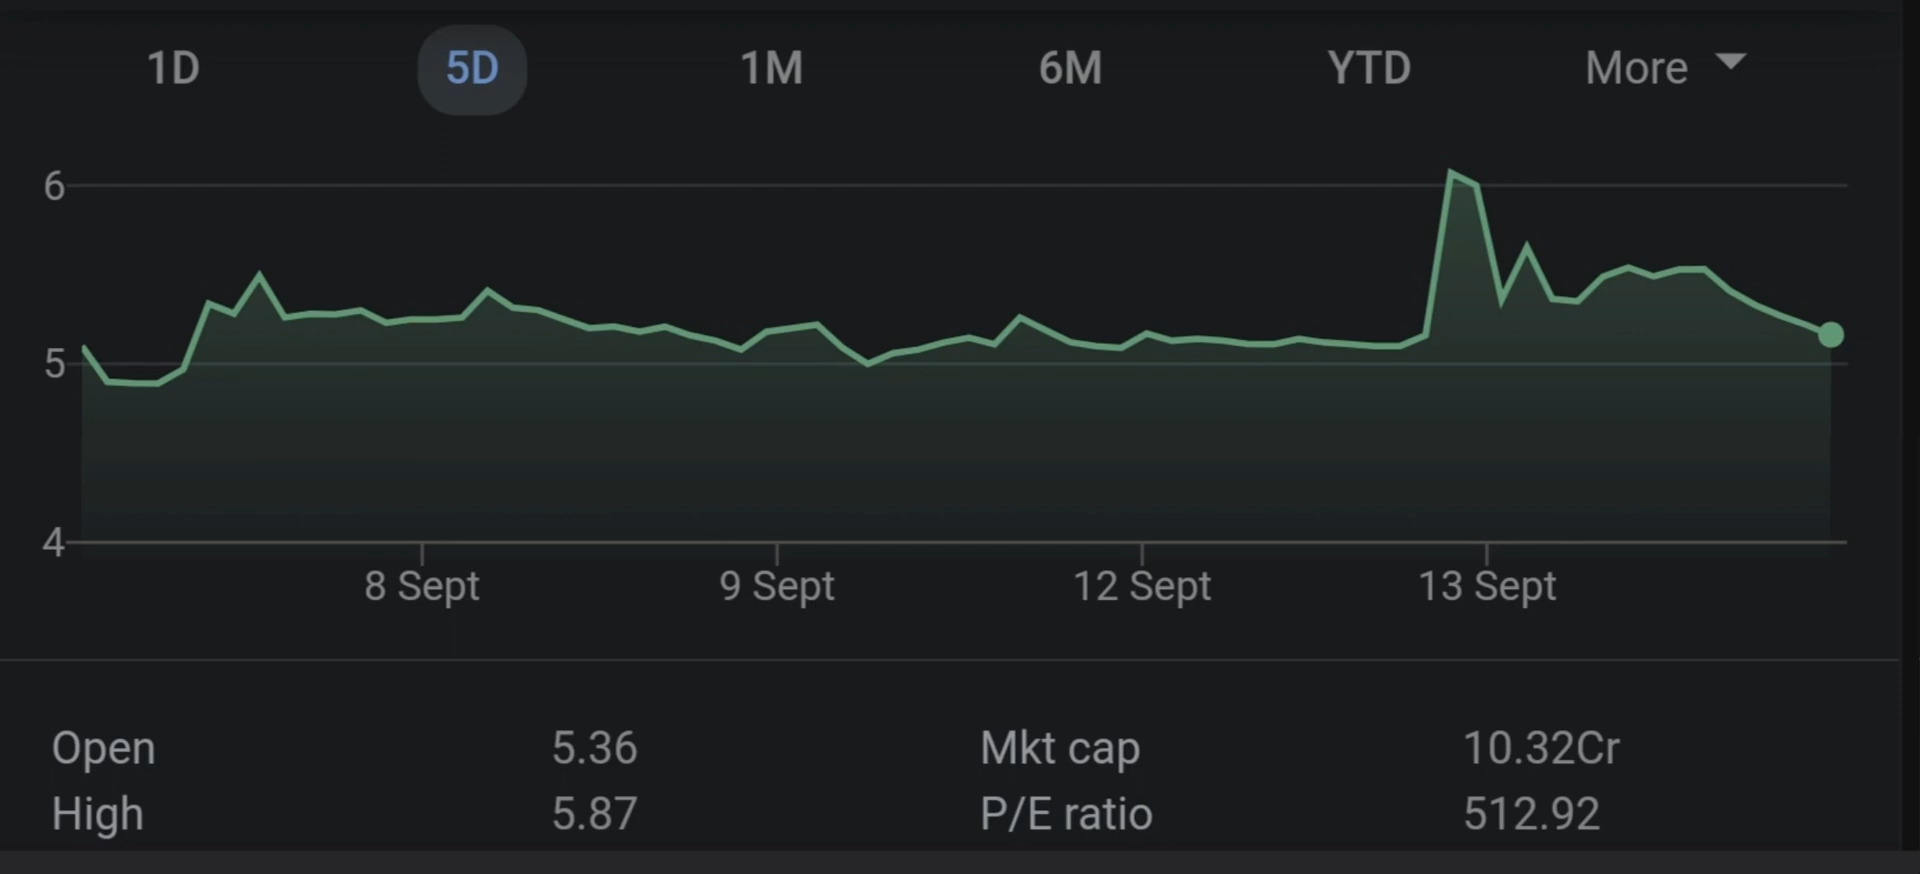 1D 5D 1M 6M YTD More
6
5
4
8 Sept 9 Sept 12 Sept 13 Sept
Open 5.36 Mkt cap 10.32Cr
High 5.87 P/E ratio 512.92